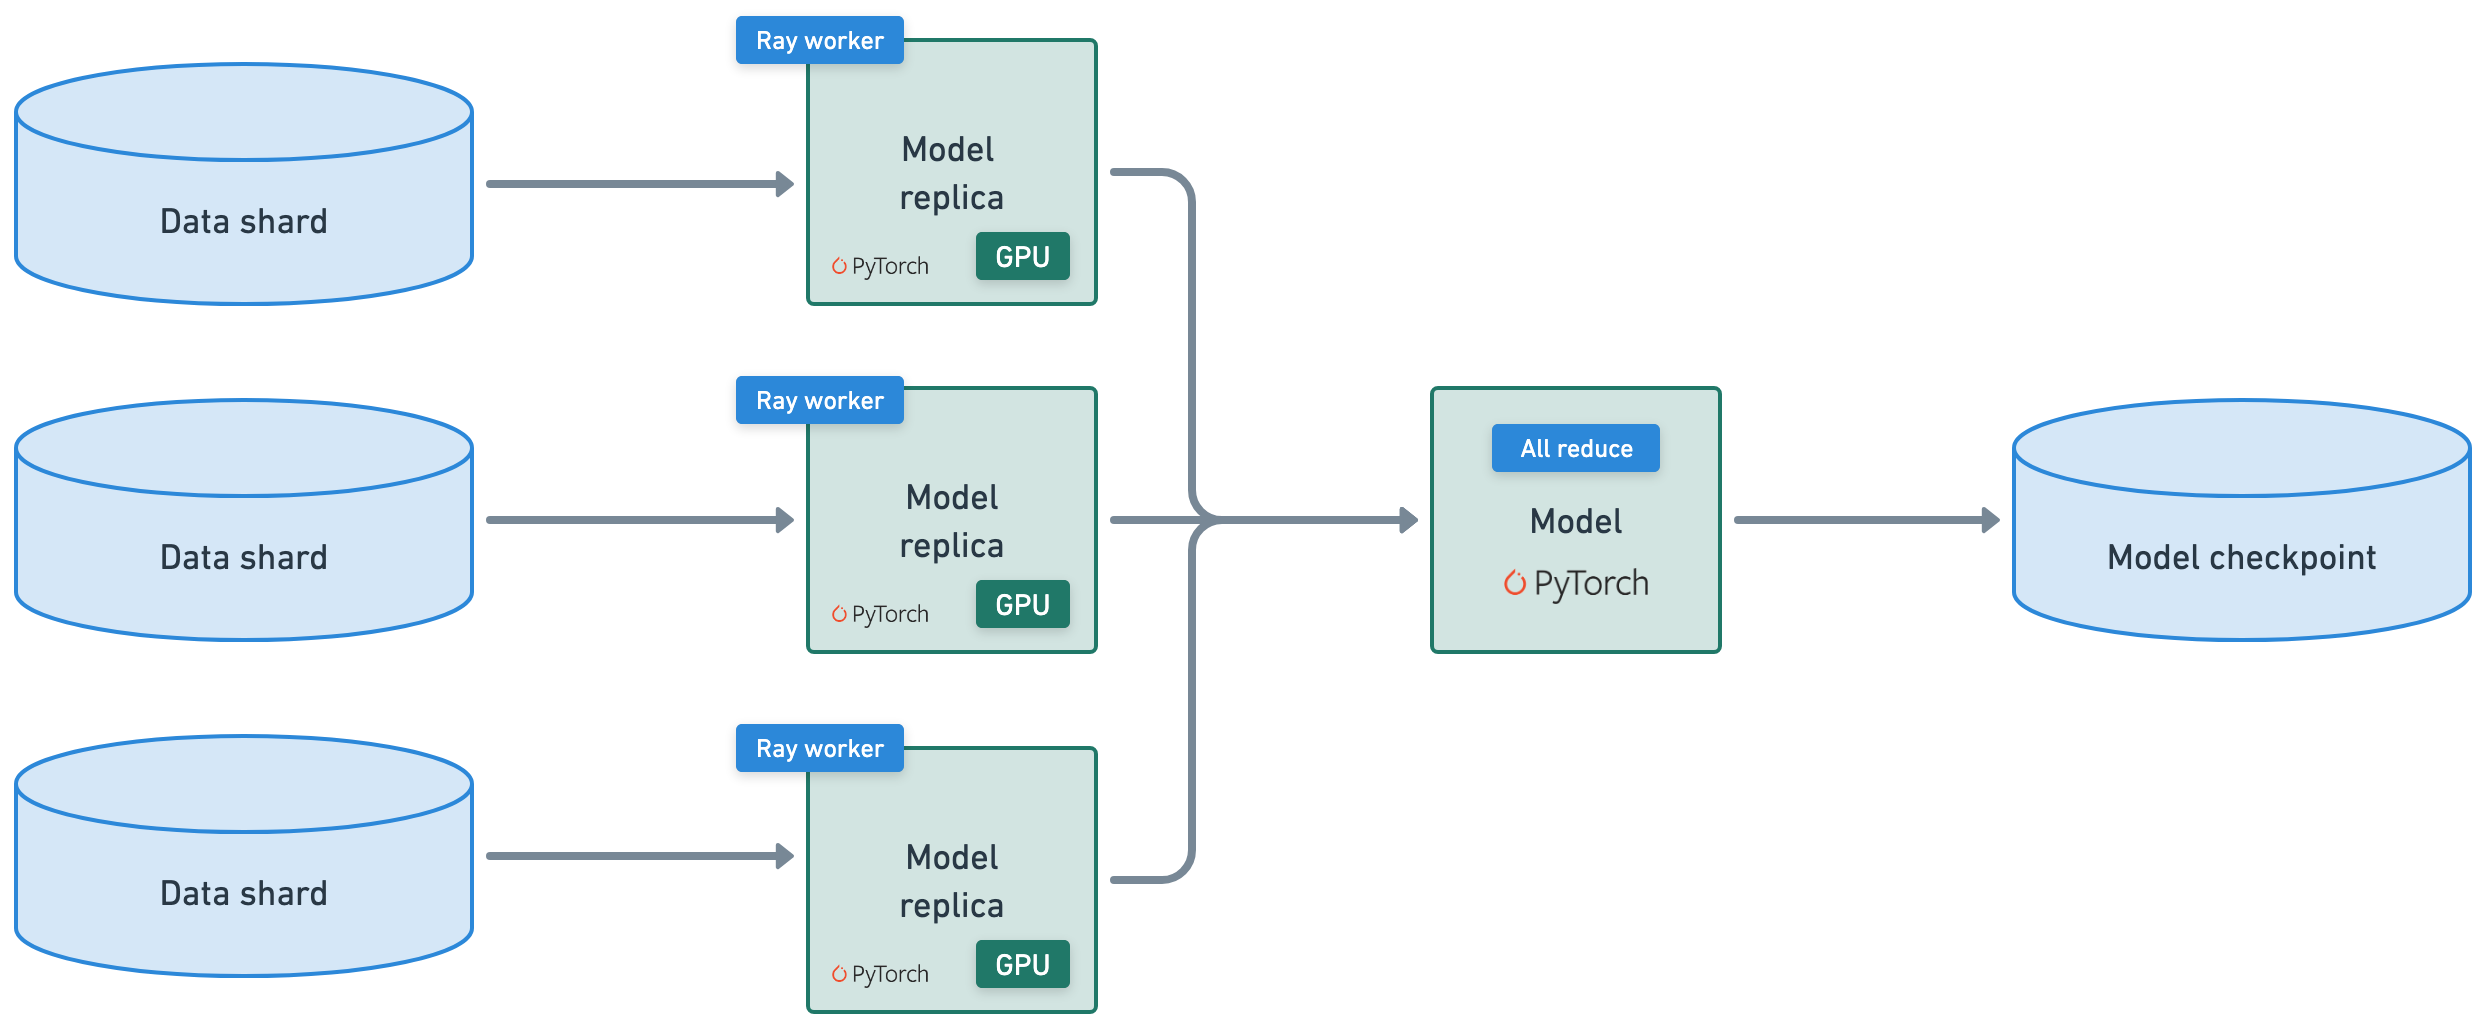 Ray worker
Data shard
Model
replica
PyTorch
GPU
Ray worker
Data shard
Model
replica
PyTorch
GPU
Ray worker
Data shard
Model
replica
PyTorch
GPU
All reduce
Model
PyTorch
Model checkpoint